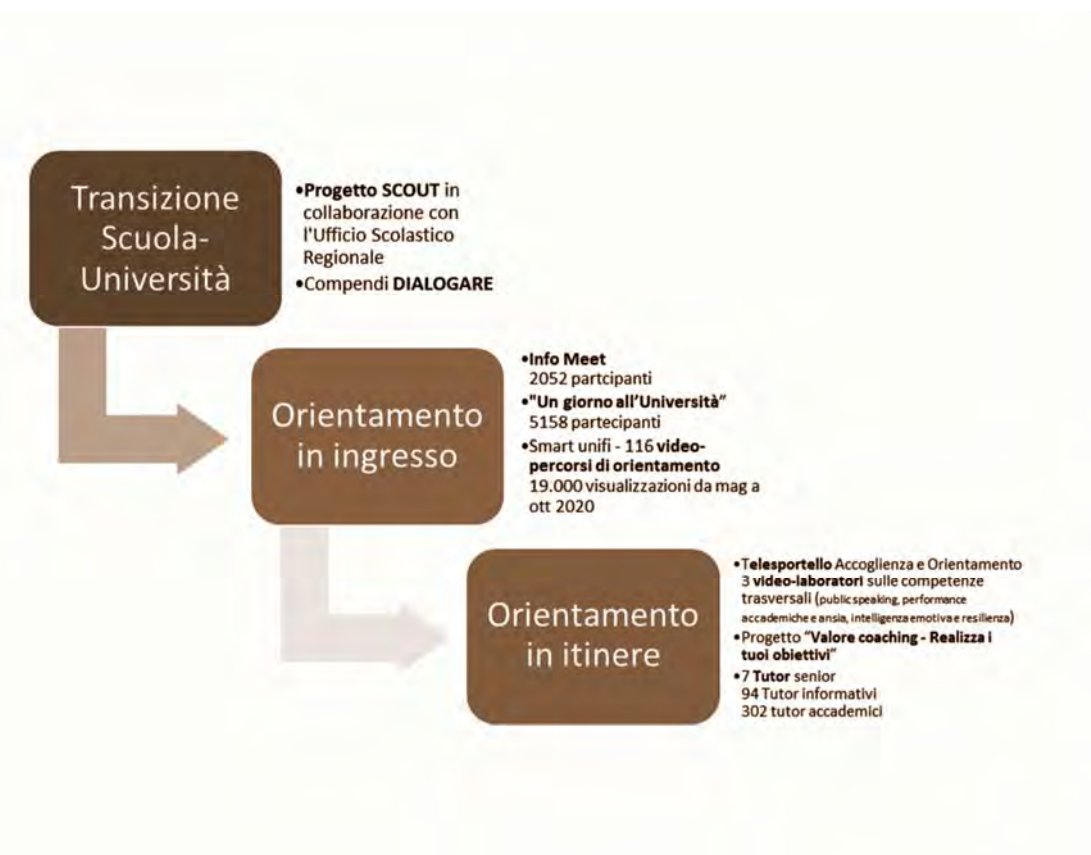 Transizione
Scuola-
Università
•Progetto SCOUT in
collaborazione con
l'Ufficio Scolastico
Regionale
•Compendi DIALOGARE
Orientamento
in ingresso
•Info Meet
2052 partcipanti
•"Un giorno all'Università"
5158 partecipanti
•Smart unifi - 116 video-
percorsi di orientamento
19.000 visualizzazioni da mag a
ott 2020
Orientamento
in itinere
•Telesportello Accoglienza e Orientamento
3 video-laboratori sulle competenze
trasversali (public speaking, performance
accademiche e ansia, intelligenza emotiva e resilienza)
•Progetto "Valore coaching - Realizza i
tuoi obiettivi"
•7 Tutor senior
94 Tutor informativi
302 tutor accademici